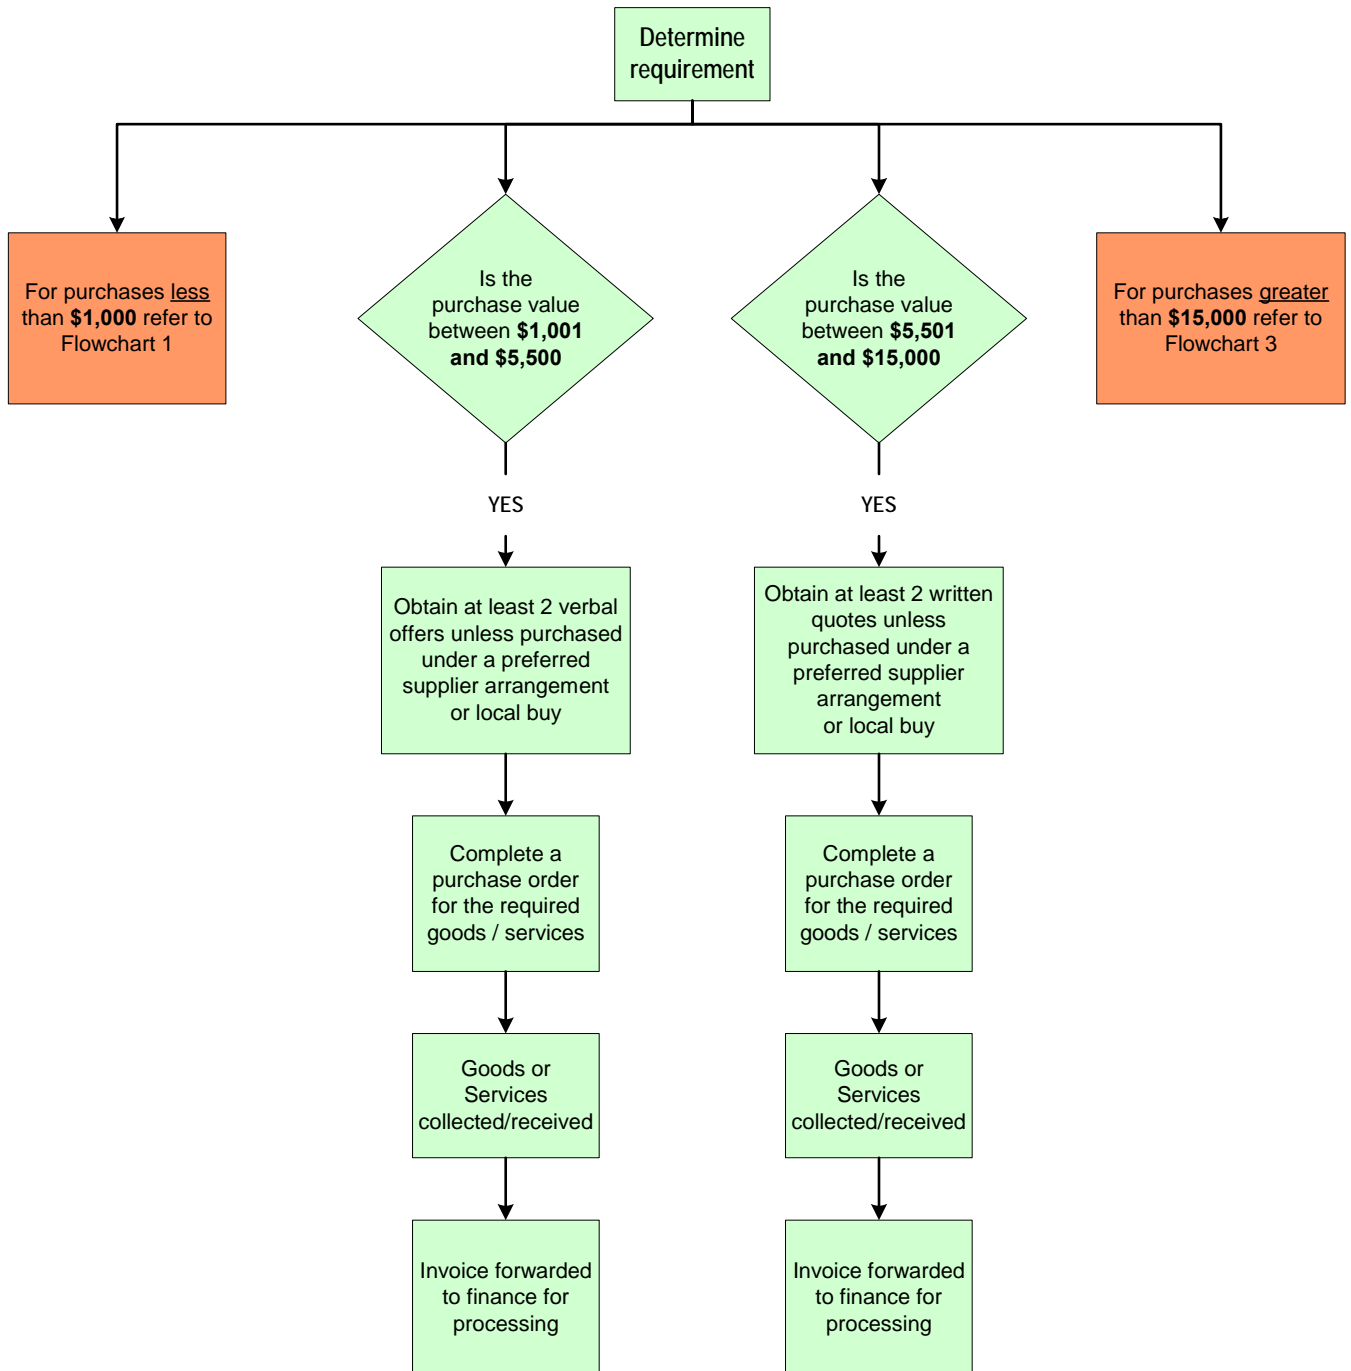 Determine
requirement
For purchases less
than $1,000 refer to
Flowchart 1
Is the
purchase value
between $1,001
and $5,500
Is the
purchase value
between $5,501
and $15,000
For purchases greater
than $15,000 refer to
Flowchart 3
YES
YES
Obtain at least 2 verbal
offers unless purchased
under a preferred
supplier arrangement
or local buy
Obtain at least 2 written
quotes unless
purchased under a
preferred supplier
arrangement
or local buy
Complete a
purchase order
for the required
goods / services
Complete a
purchase order
for the required
goods / services
Goods or
Services
collected/received
Goods or
Services
collected/received
Invoice forwarded
to finance for
processing
Invoice forwarded
to finance for
processing